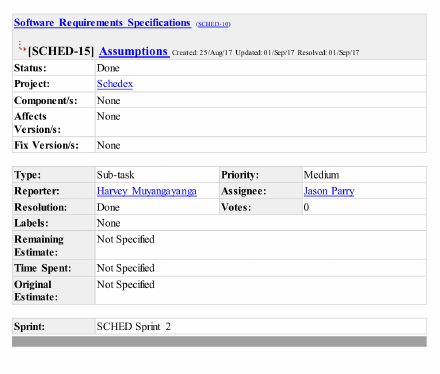 Software Requirements Specifications (SCHED-10)
[SCHED-15] Assumptions Created: 25/Aug/17 Updated: 01/Sep/17 Resolved: 01/Sep/17
Status: Done
Project: Schedex
Component/s: None
Affects None
Version/s:
Fix Version/s: None
Type: Sub-task Priority: Medium
Reporter: Harvey Muyangayanga Assignee: Jason Parry
Resolution: Done Votes: 0
Labels: None
Remaining Not Specified
Estimate:
Time Spent: Not Specified
Original Not Specified
Estimate:
Sprint: SCHED Sprint 2